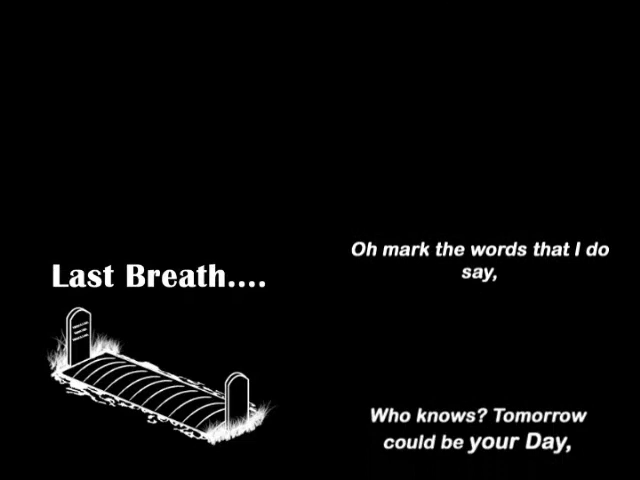 Last Breath....
Oh mark the words that I do
say,
Who knows? Tomorrow
could be your Day,